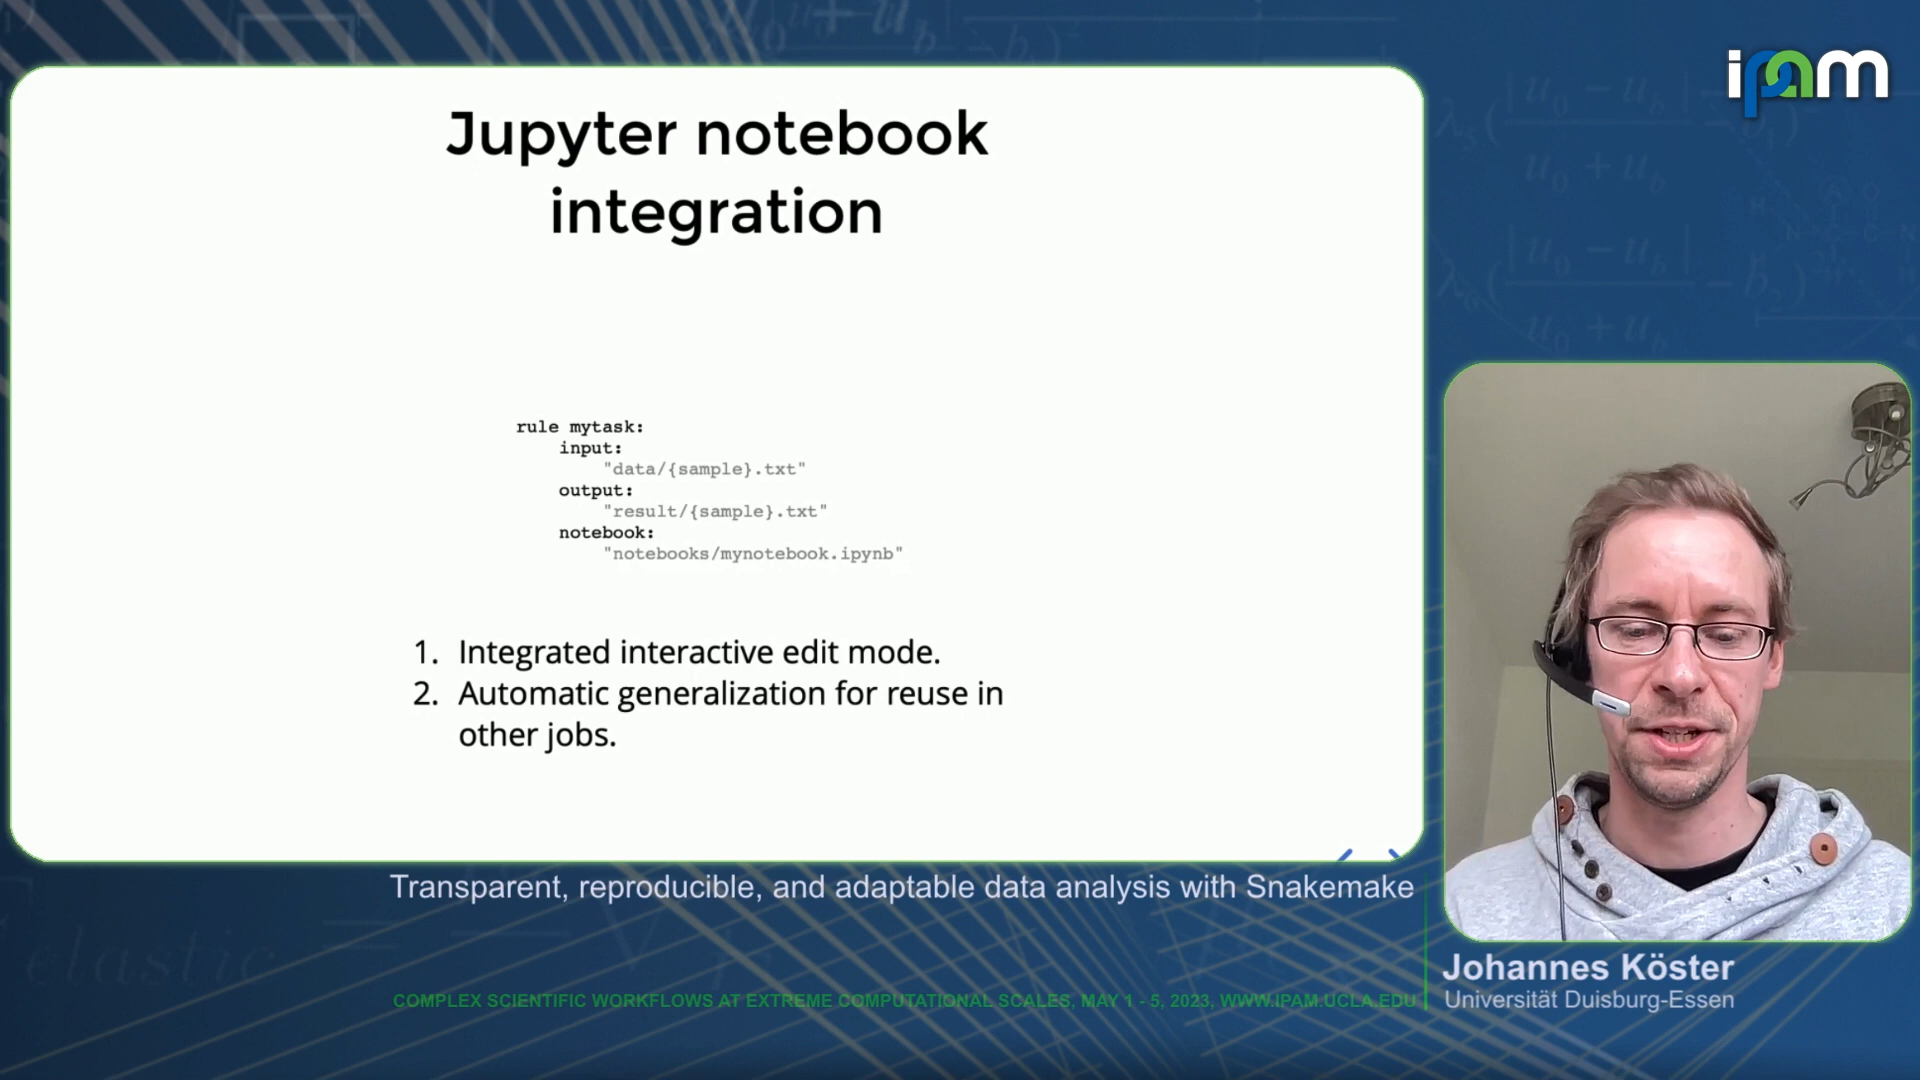 Jupyter notebook
integration
rule mytask:
input:
"data/{sample}.txt"
output:
"result/{sample}.txt"
notebook:
"notebooks/mynotebook.ipynb"
1. Integrated interactive edit mode.
2. Automatic generalization for reuse in
other jobs.
ipam
Transparent, reproducible, and adaptable data analysis with Snakemake
COMPLEX SCIENTIFIC WORKFLOWS AT EXTREME COMPUTATIONAL SCALES, MAY 1 - 5, 2023, WWW.IPAM.UCLA.EDU
Johannes Köster
Universität Duisburg-Essen
elastic